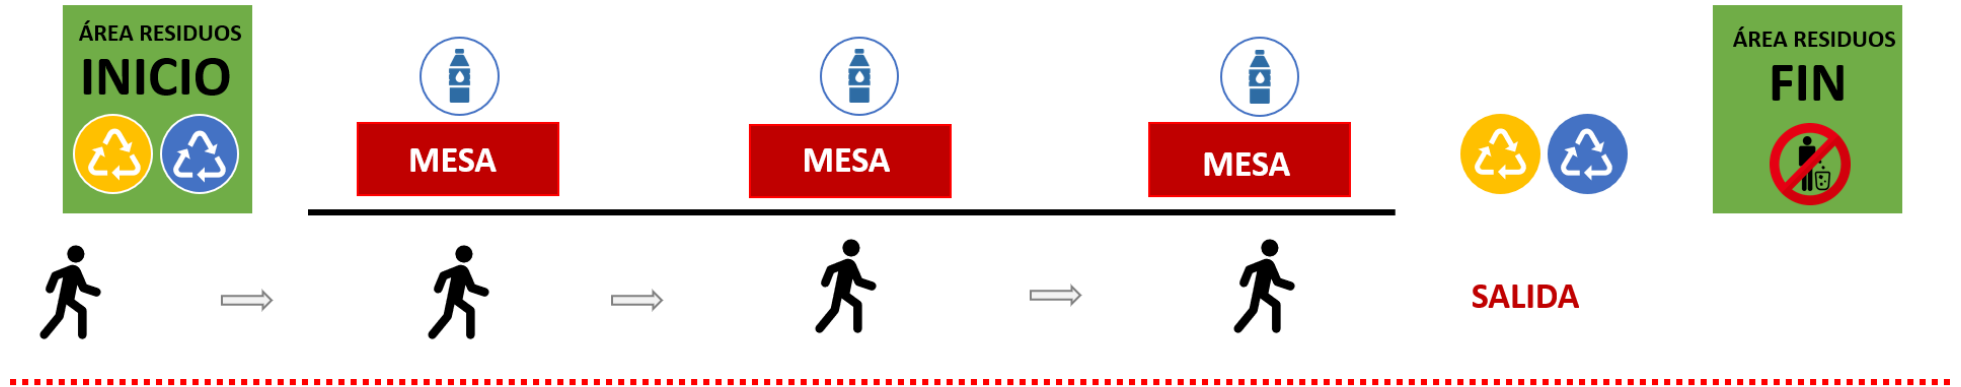 ÁREA RESIDUOS
INICIO
MESA
MESA
MESA
ÁREA RESIDUOS
FIN
SALIDA